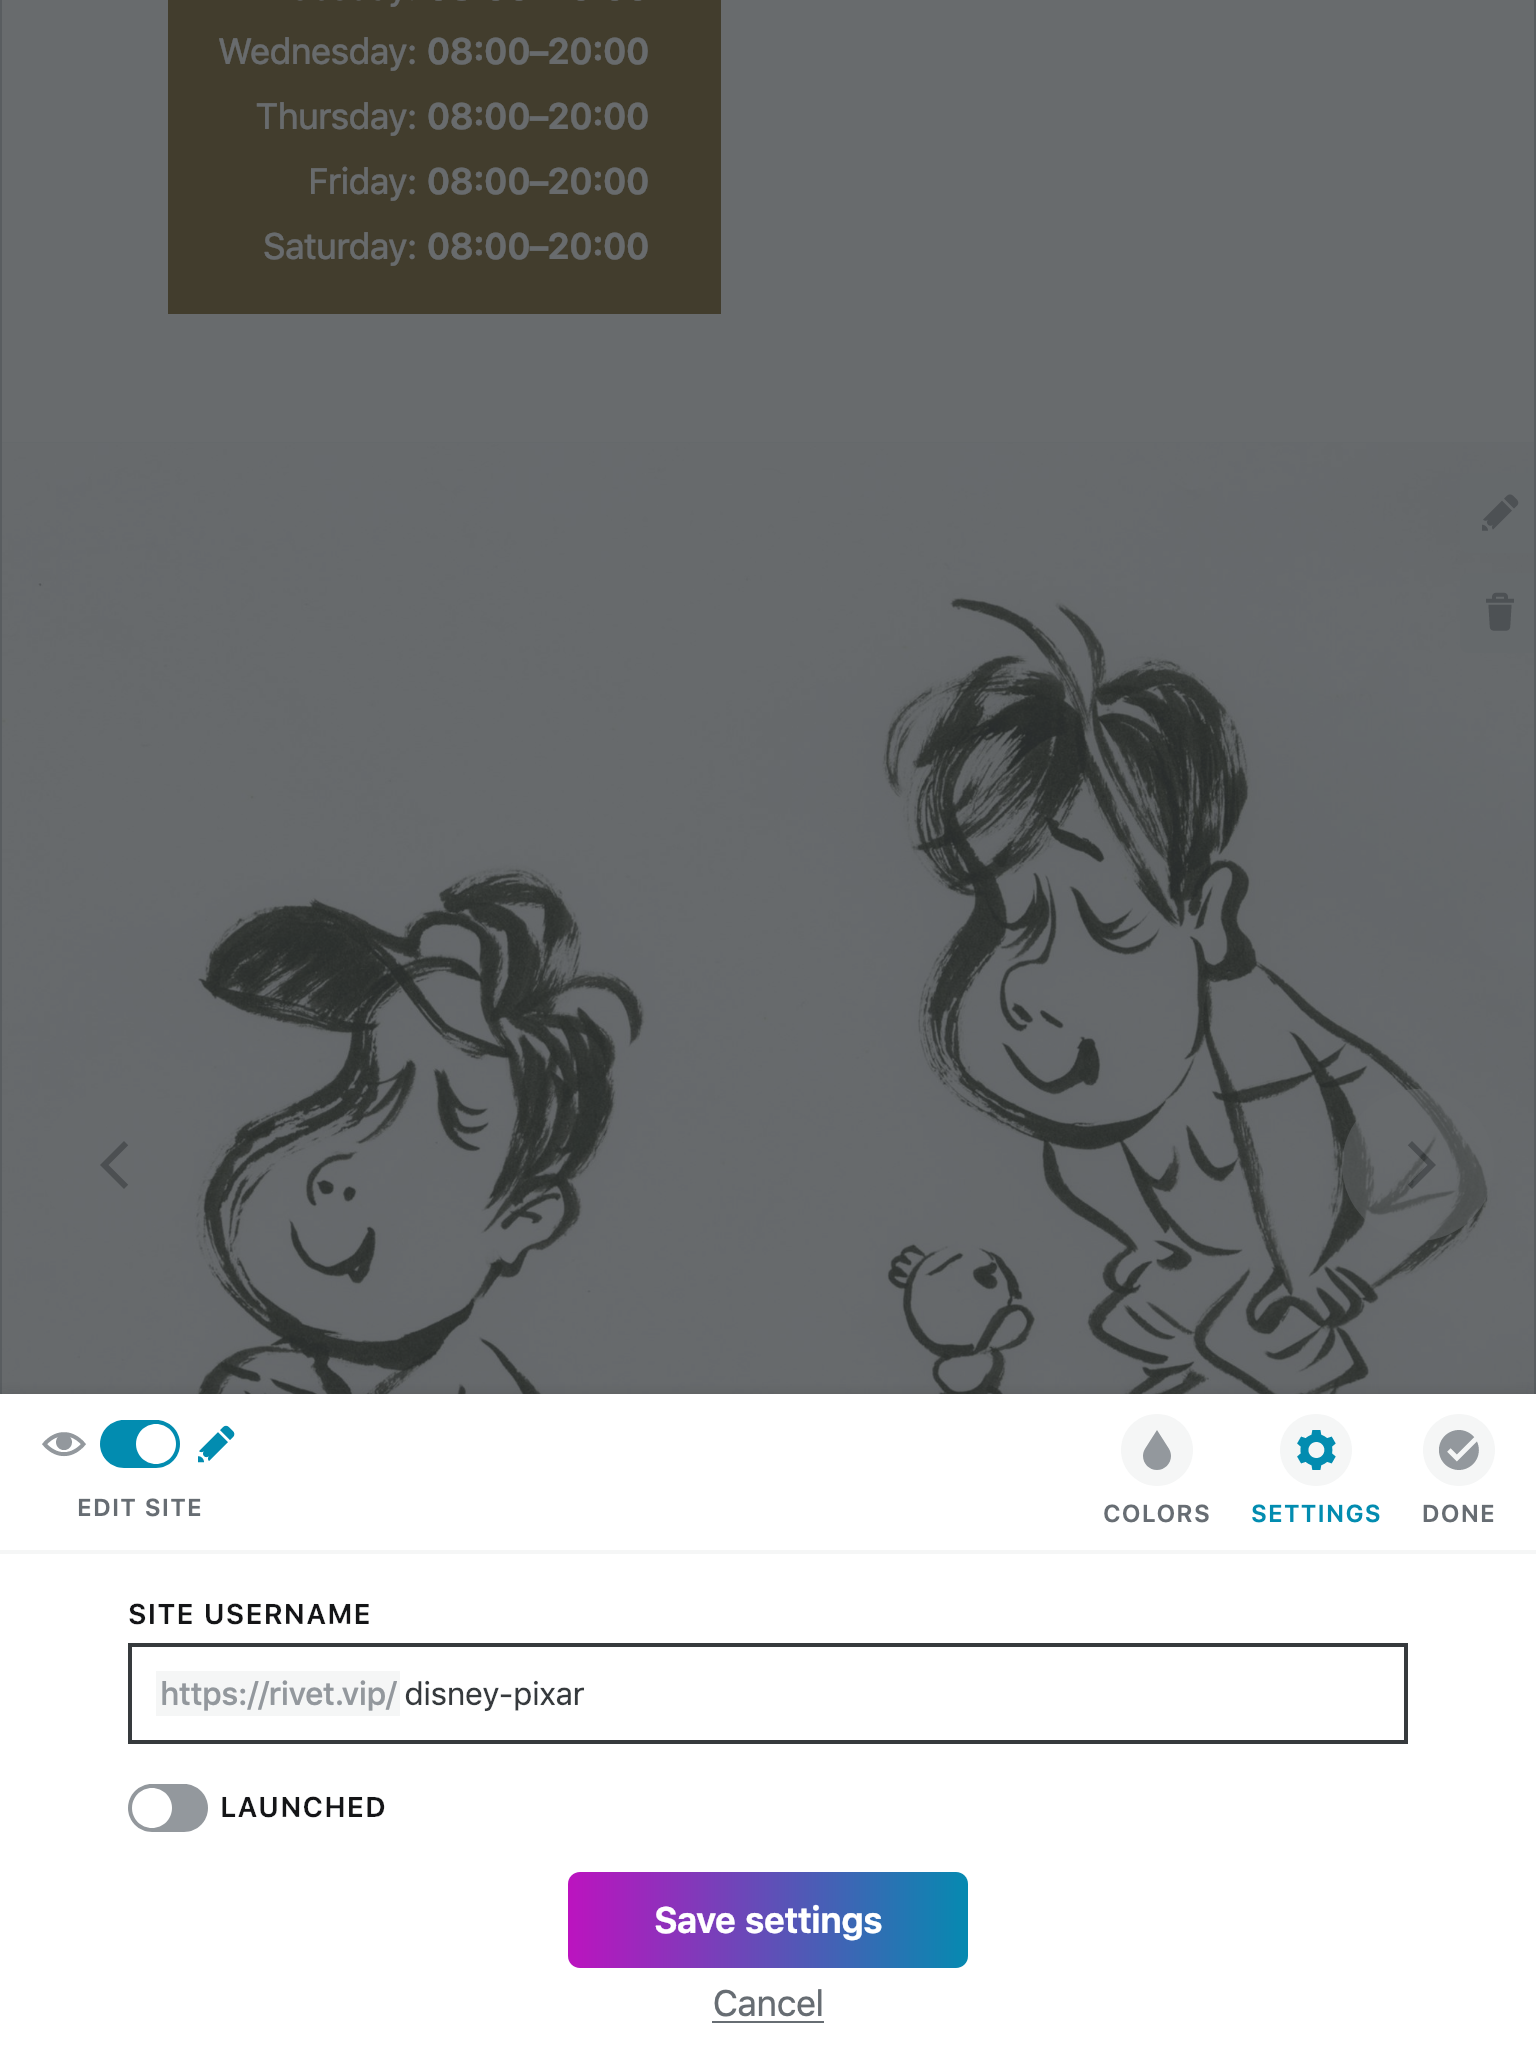 Wednesday: 08:00–20:00
Thursday: 08:00–20:00
Friday: 08:00–20:00
Saturday: 08:00–20:00
EDIT SITE
COLORS
SETTINGS
DONE
SITE USERNAME
https://rivet.vip/ disney-pixar
LAUNCHED
Save settings
Cancel